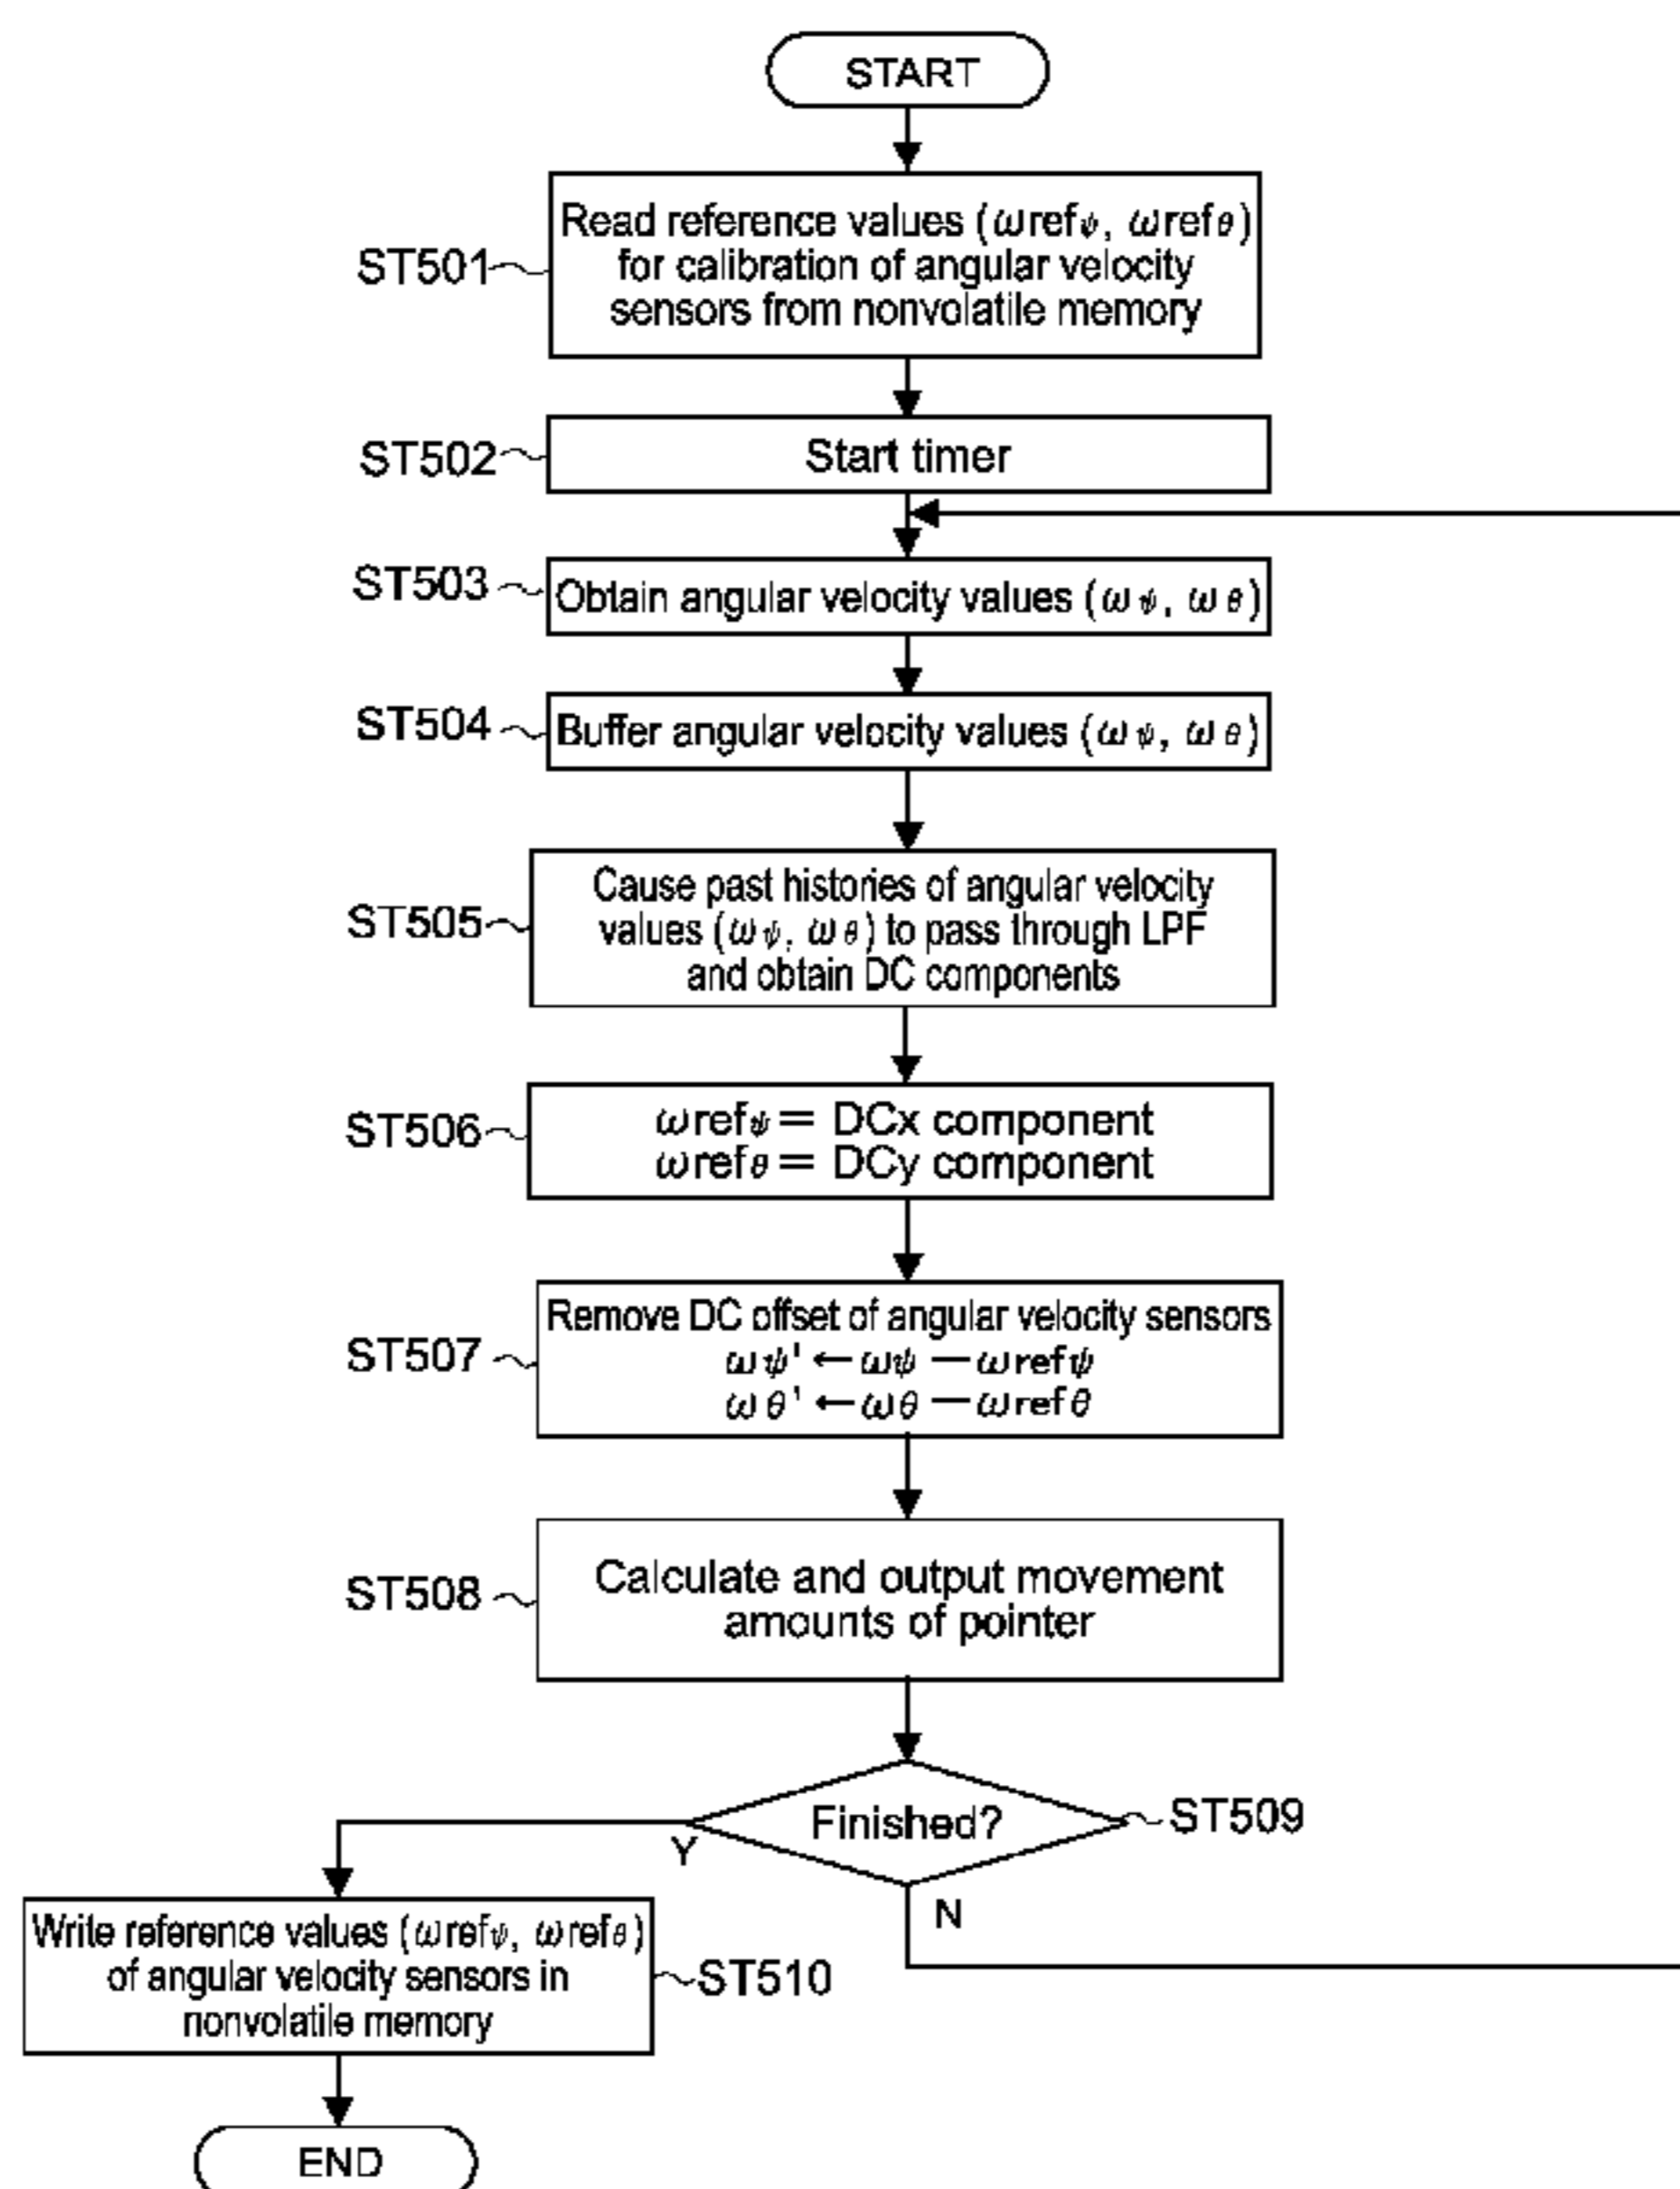 START
ST501
Read reference values (ωrefψ, ωrefθ)
for calibration of angular velocity
sensors from nonvolatile memory
ST502
Start timer
ST503
Obtain angular velocity values (ωψ, ωθ)
ST504
Buffer angular velocity values (ωψ, ωθ)
ST505
Cause past histories of angular velocity
values (ωψ, ωθ) to pass through LPF
and obtain DC components
ST506
ωrefψ = DCx component
ωrefθ = DCy component
ST507
Remove DC offset of angular velocity sensors
ωψ' ← ωψ — ωrefψ
ωθ' ← ωθ — ωrefθ
ST508
Calculate and output movement
amounts of pointer
Finished?
ST509
Y
N
Write reference values (ωrefψ, ωrefθ)
of angular velocity sensors in
nonvolatile memory
ST510
END